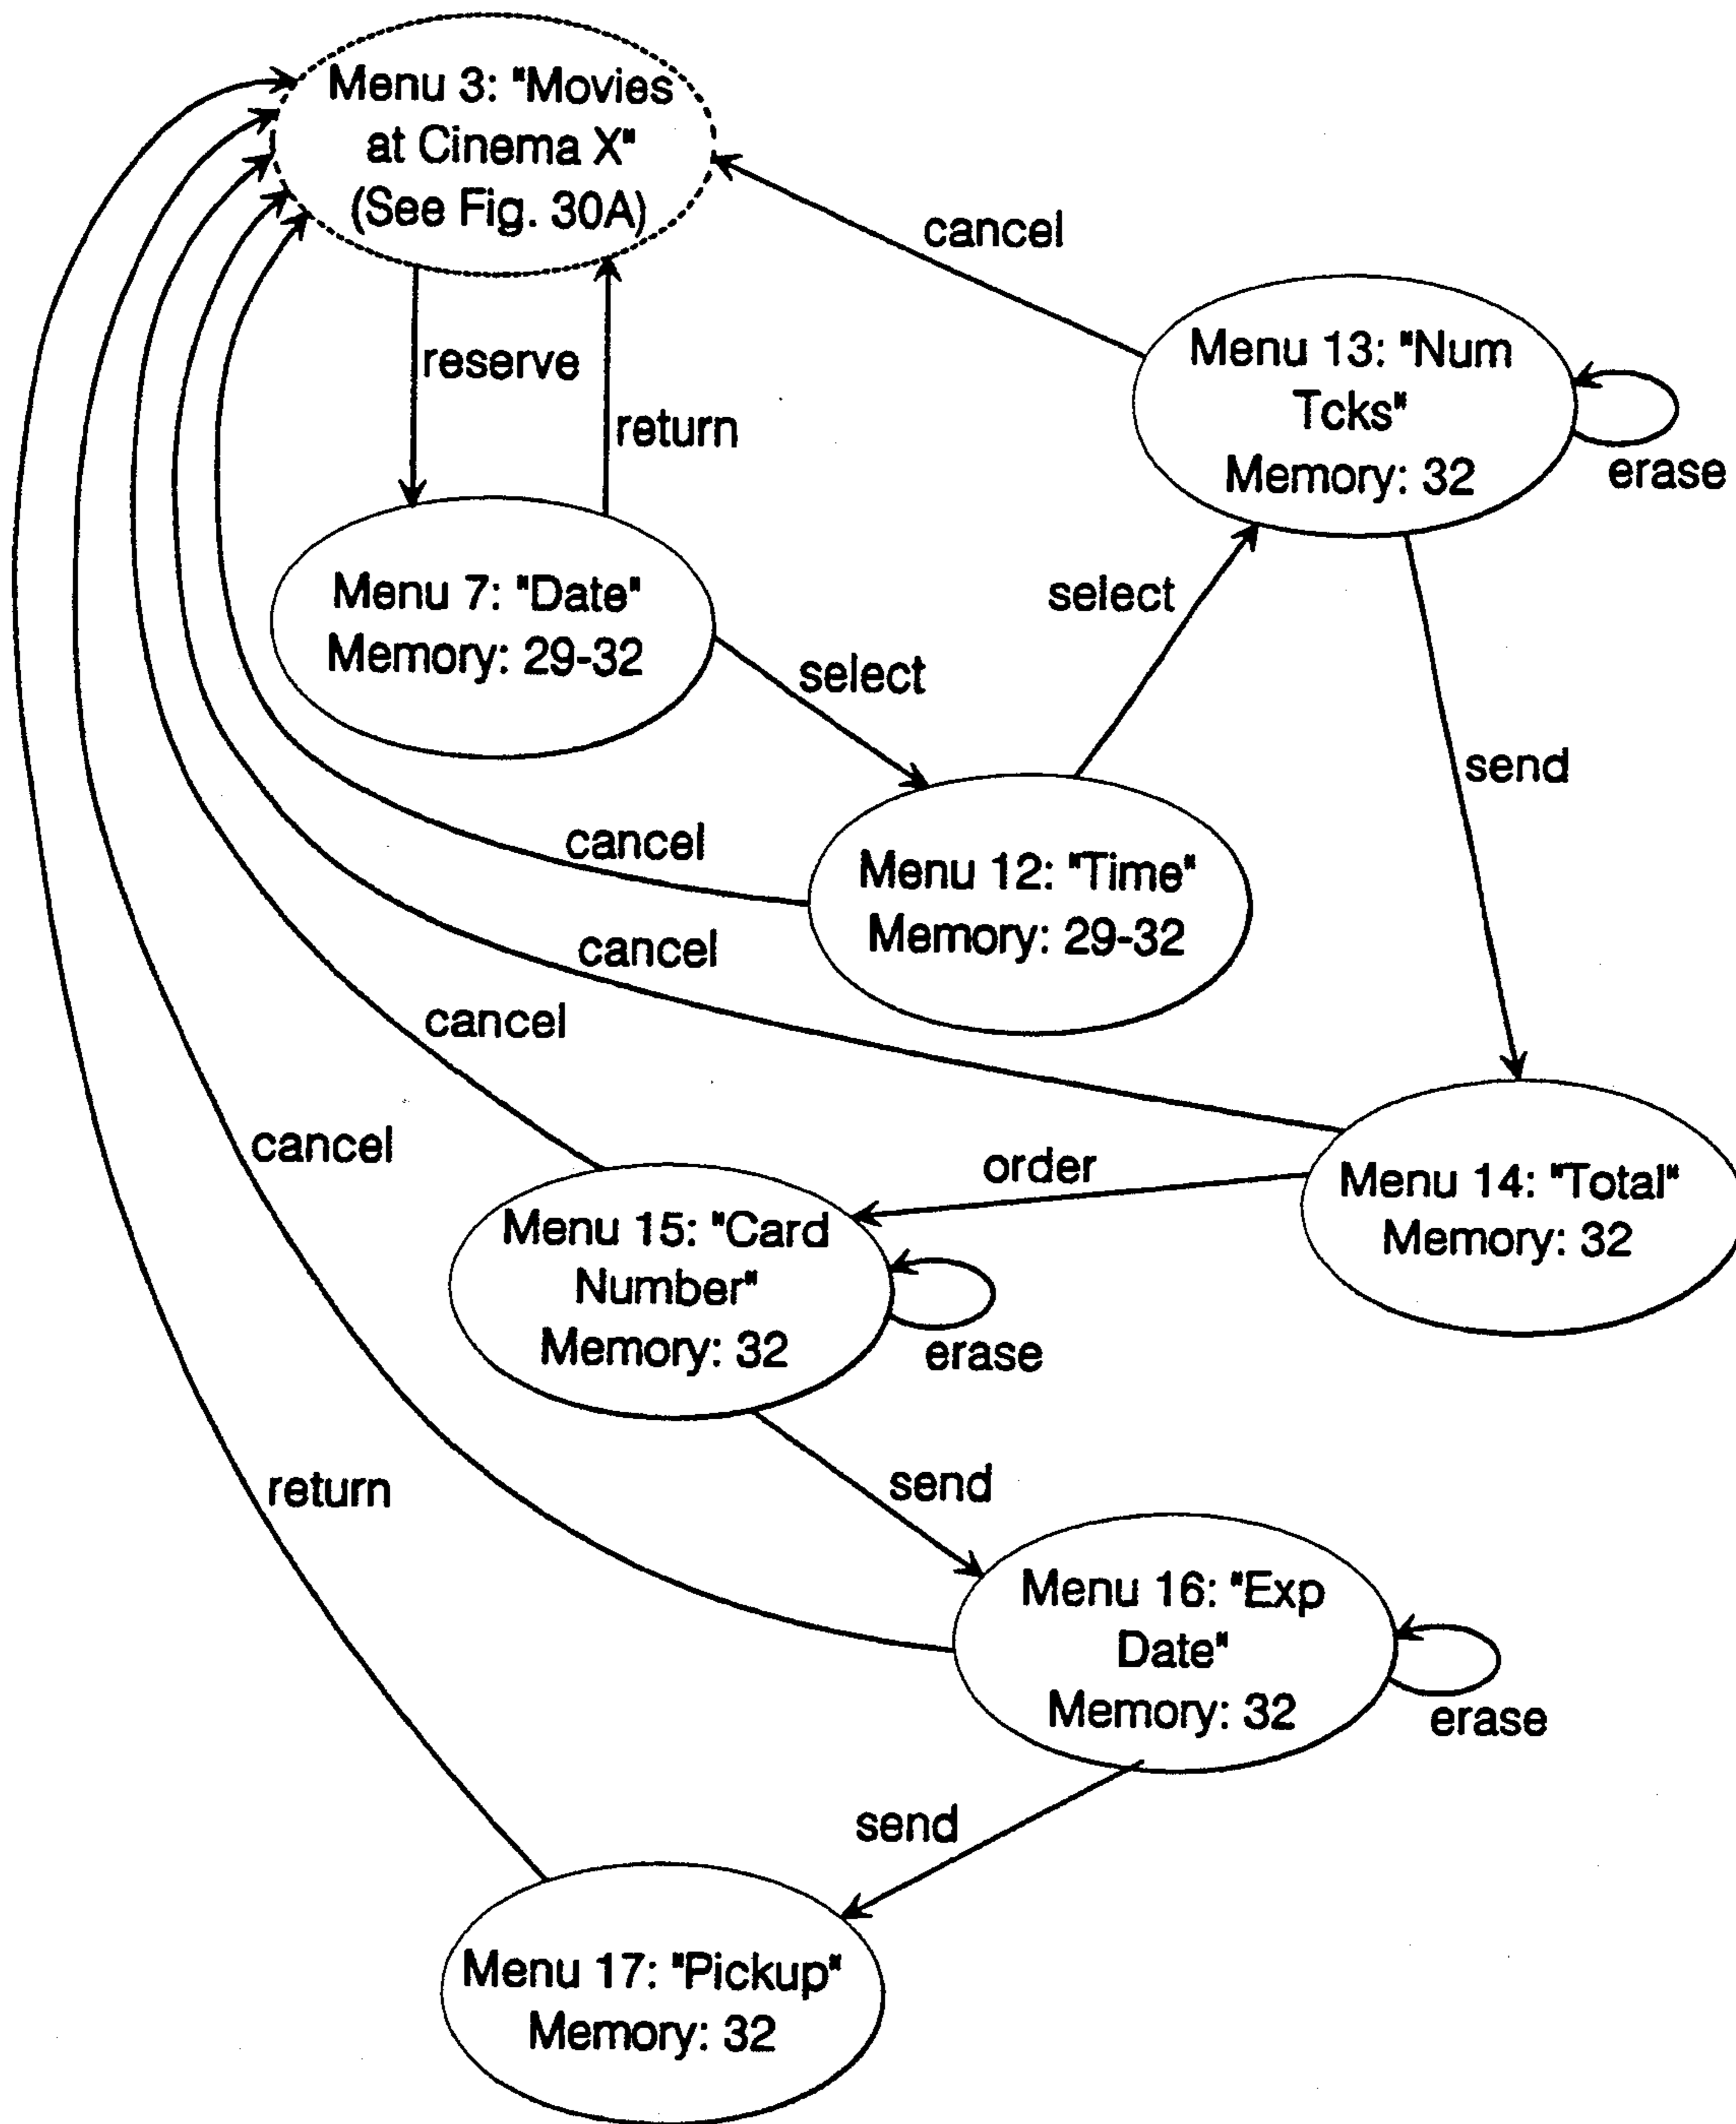 Menu 3: "Movies
at Cinema X"
(See Fig. 30A)
cancel
reserve
return
Menu 13: "Num
Tcks"
Memory: 32
erase
Menu 7: "Date"
Memory: 29-32
select
select
send
cancel
Menu 12: "Time"
Memory: 29-32
cancel
cancel
cancel
order
Menu 14: "Total"
Memory: 32
Menu 15: "Card
Number"
Memory: 32
erase
return
send
Menu 16: "Exp
Date"
Memory: 32
erase
send
Menu 17: "Pickup"
Memory: 32